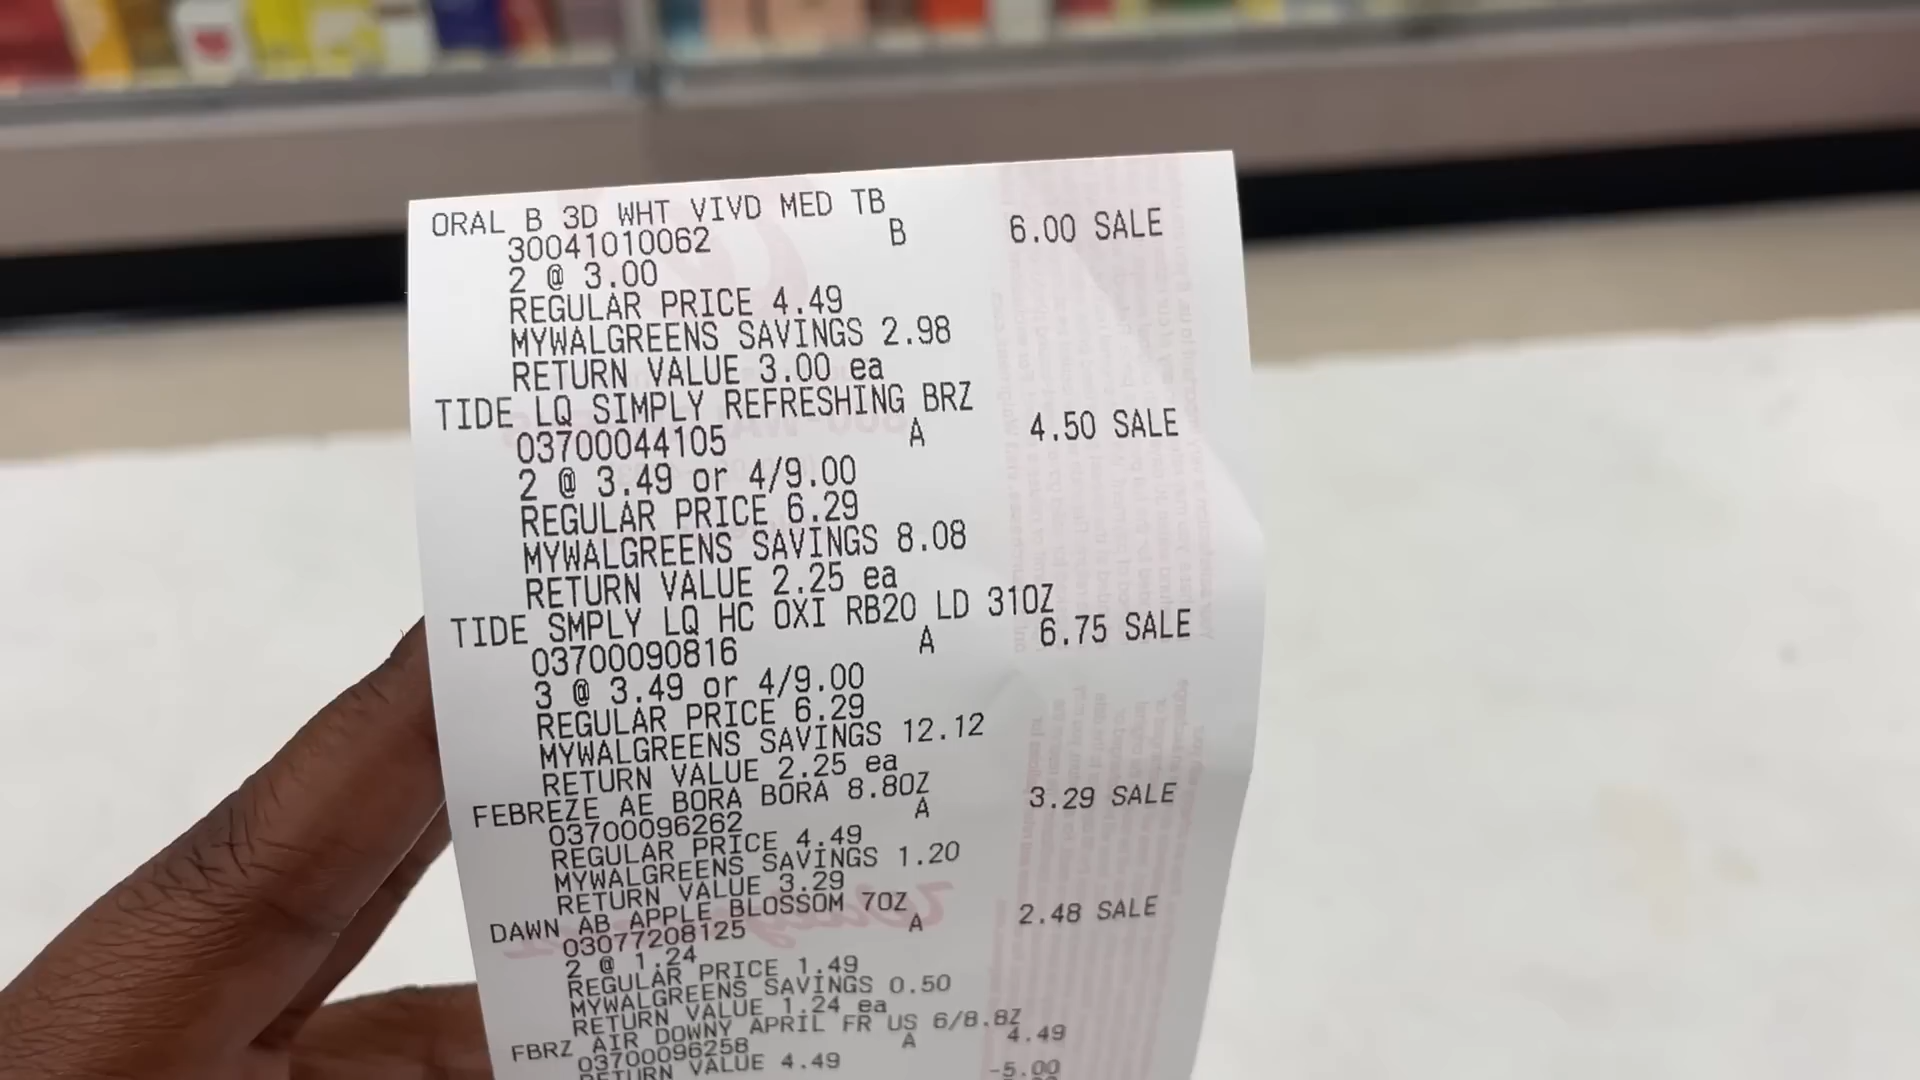 ORAL B 3D WHT VIVD MED TB
30041010062 B 6.00 SALE
2 @ 3.00
REGULAR PRICE 4.49
MYWALGREENS SAVINGS 2.98
RETURN VALUE 3.00 ea
TIDE LQ SIMPLY REFRESHING BRZ
03700044105 A 4.50 SALE
2 @ 3.49 or 4/9.00
REGULAR PRICE 6.29
MYWALGREENS SAVINGS 8.08
RETURN VALUE 2.25 ea
TIDE SMPLY LQ HC OXI RB20 LD 31OZ
03700090816 A 6.75 SALE
3 @ 3.49 or 4/9.00
REGULAR PRICE 6.29
MYWALGREENS SAVINGS 12.12
RETURN VALUE 2.25 ea
FEBREZE AE BORA BORA 8.8OZ
03700096262 A 3.29 SALE
REGULAR PRICE 4.49
MYWALGREENS SAVINGS 1.20
RETURN VALUE 3.29
DAWN AB APPLE BLOSSOM 7OZ
03077208125 A 2.48 SALE
2 @ 1.24
REGULAR PRICE 1.49
MYWALGREENS SAVINGS 0.50
RETURN VALUE 1.24 ea
FBRZ AIR DOWNY APRIL FR US 6/8.8Z
03700096258 A 4.49
RETURN VALUE 4.49
-5.00